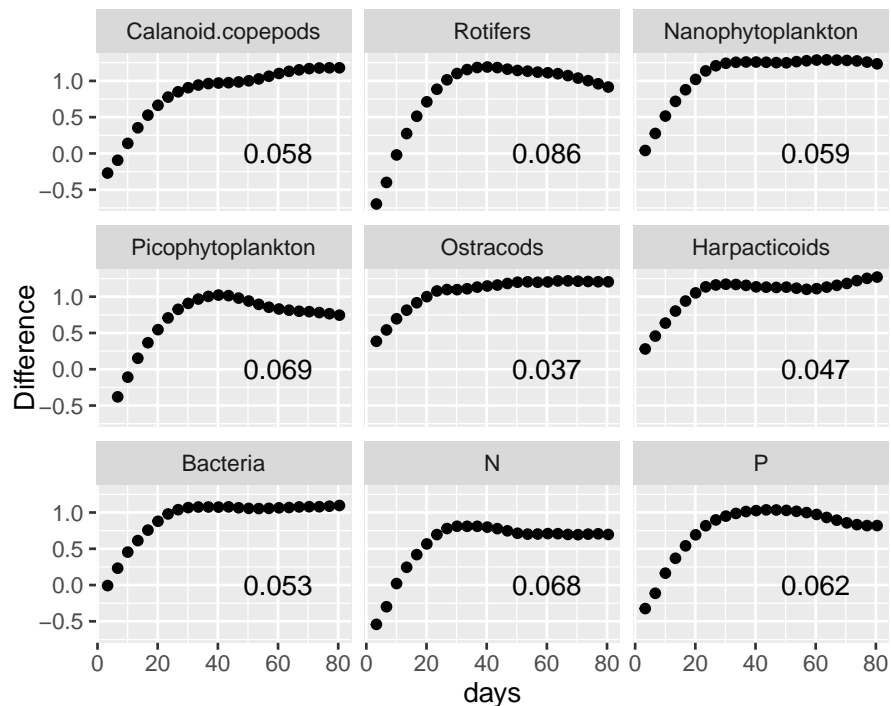 Calanoid.copepods Rotifers Nanophytoplankton
1.0
0.5
0.0
−0.5
0.058 0.086 0.059
Picophytoplankton Ostracods Harpacticoids
1.0
0.5
0.0
−0.5
0.069 0.037 0.047
Difference
Bacteria N P
1.0
0.5
0.0
−0.5
0.053 0.068 0.062
0 20 40 60 80 0 20 40 60 80 0 20 40 60 80
days